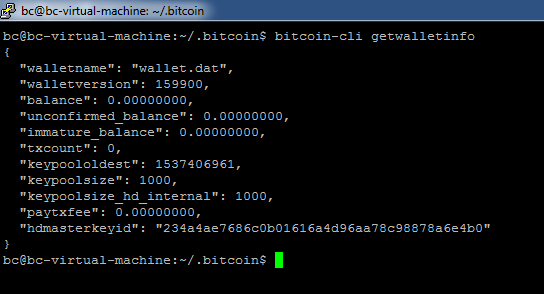 bc@bc-virtual-machine: ~/.bitcoin
bc@bc-virtual-machine:~/.bitcoin$ bitcoin-cli getwalletinfo
{
  "walletname": "wallet.dat",
  "walletversion": 159900,
  "balance": 0.00000000,
  "unconfirmed_balance": 0.00000000,
  "immature_balance": 0.00000000,
  "txcount": 0,
  "keypoololdest": 1537406961,
  "keypoolsize": 1000,
  "keypoolsize_hd_internal": 1000,
  "paytxfee": 0.00000000,
  "hdmasterkeyid": "234a4ae7686c0b01616a4d96aa78c98878a6e4b0"
}
bc@bc-virtual-machine:~/.bitcoin$